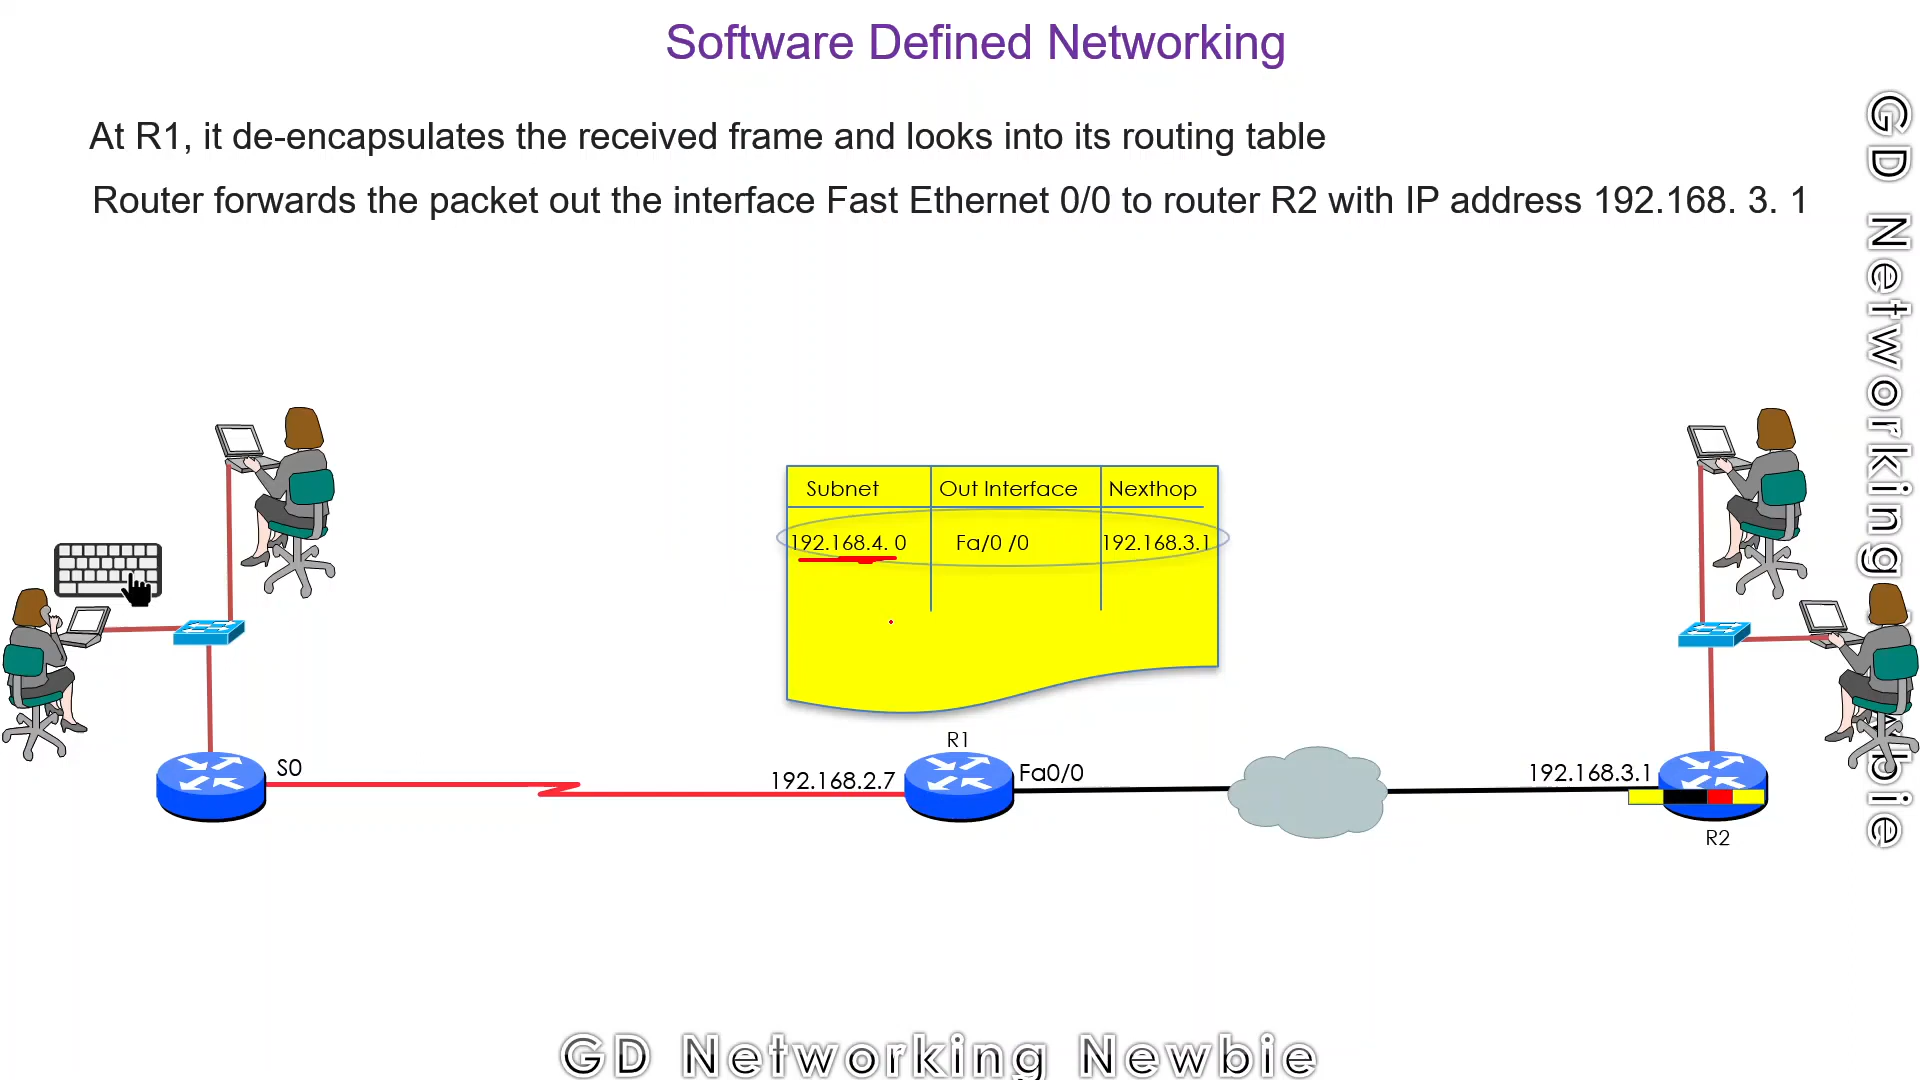 Software Defined Networking
At R1, it de-encapsulates the received frame and looks into its routing table
Router forwards the packet out the interface Fast Ethernet 0/0 to router R2 with IP address 192.168. 3. 1
Subnet Out Interface Nexthop
192.168.4. 0 Fa/0 /0 192.168.3.1
R1
S0
192.168.2.7
Fa0/0
192.168.3.1
R2
GD Networking Newbie
GD Networking Newbie